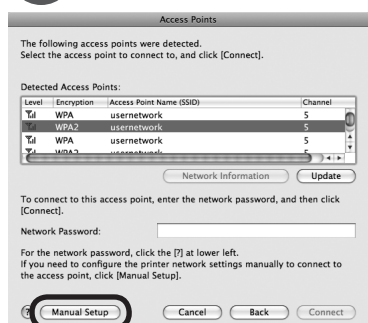 Access Points
The following access points were detected.
Select the access point to connect to, and click [Connect].
Detected Access Points:
Level Encryption Access Point Name (SSID) Channel
WPA usernetwork 5
WPA2 usernetwork 5
WPA usernetwork 5
WPA2 usernetwork 5
Network Information Update
To connect to this access point, enter the network password, and then click
[Connect].
Network Password:
For the network password, click the [?] at lower left.
If you need to configure the printer network settings manually to connect to
the access point, click [Manual Setup].
? Manual Setup Cancel Back Connect